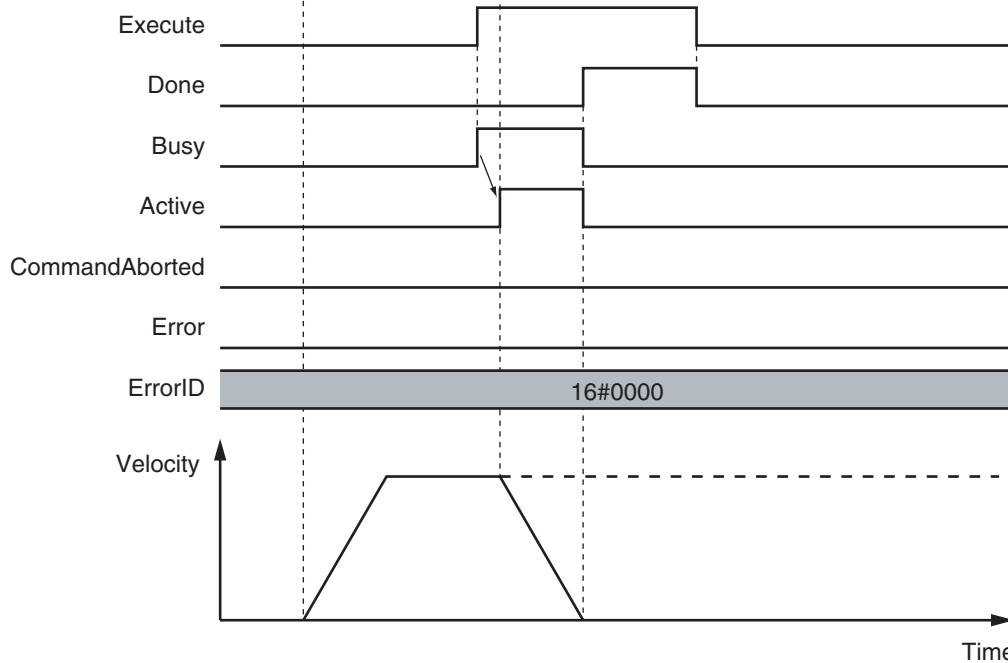 Execute
Done
Busy
Active
CommandAborted
Error
ErrorID
16#0000
Velocity
Time